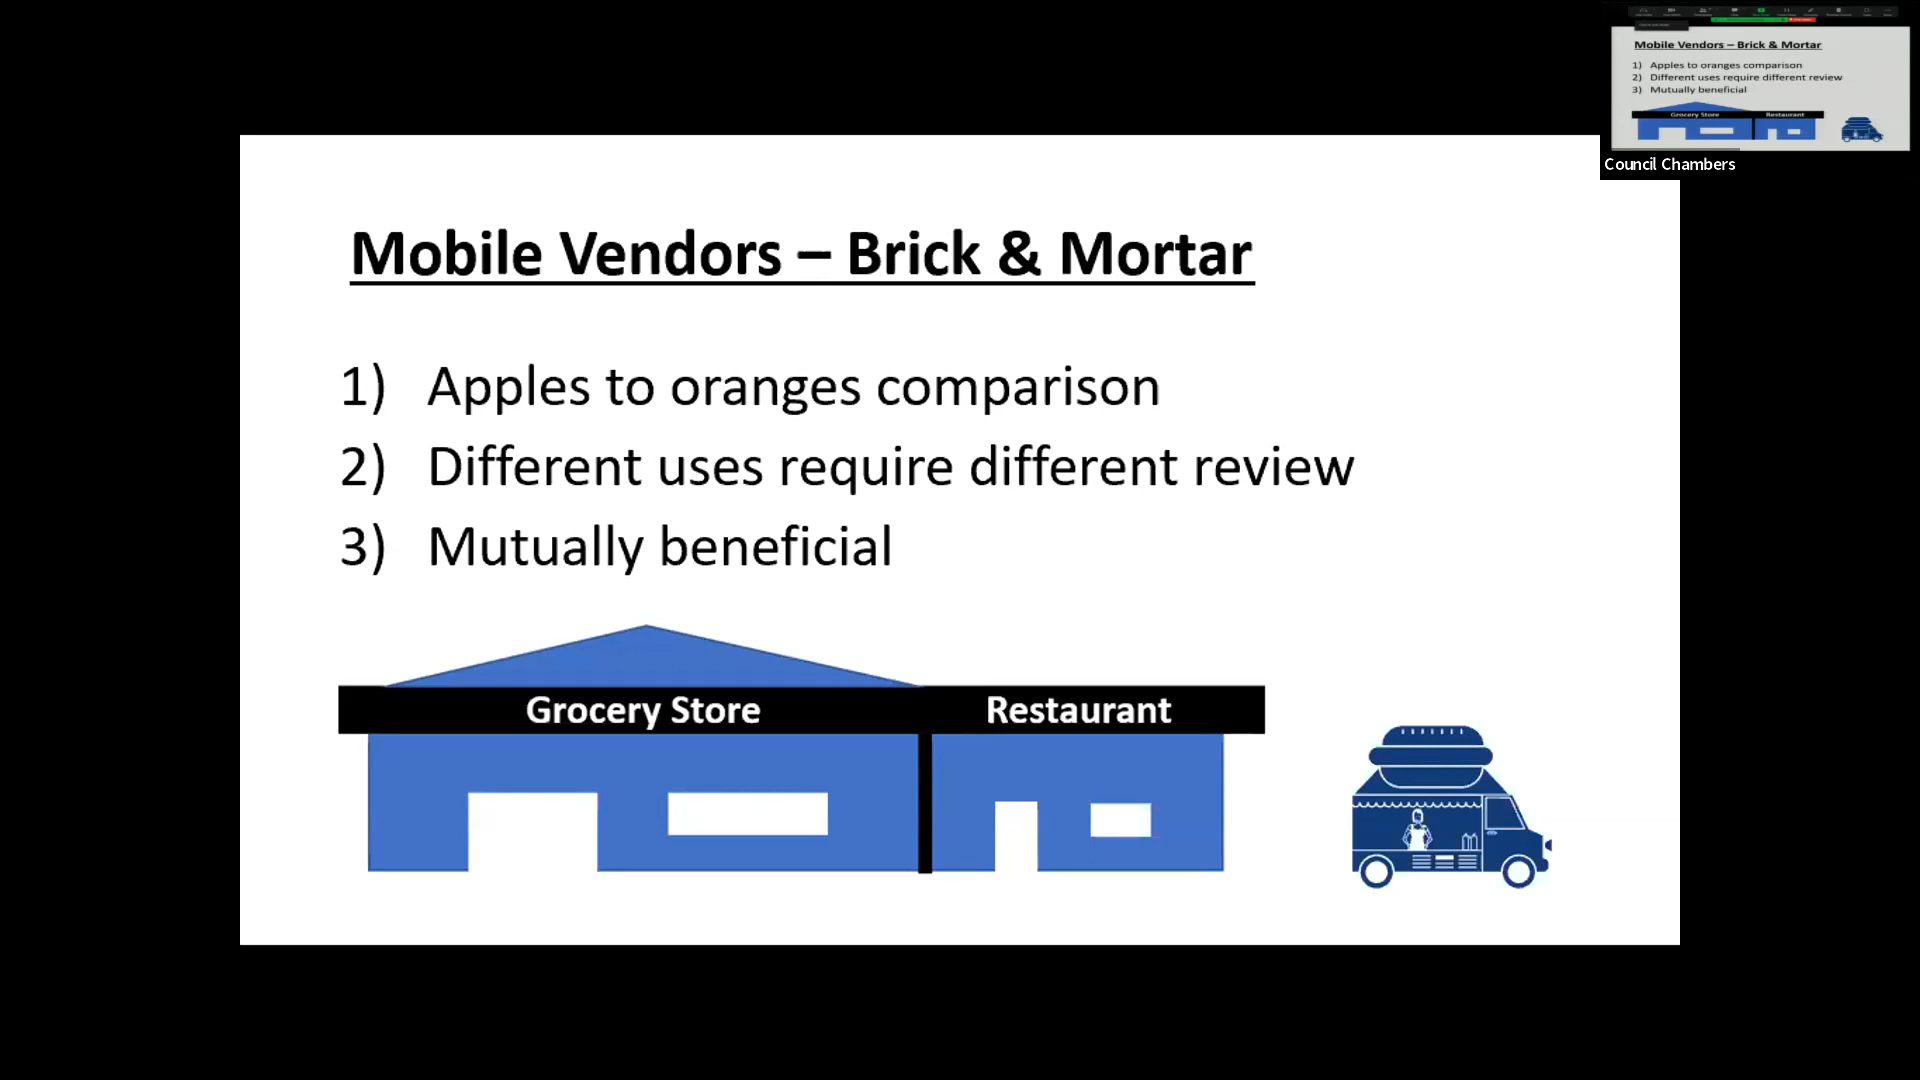 Mobile Vendors – Brick & Mortar
1) Apples to oranges comparison
2) Different uses require different review
3) Mutually beneficial
Grocery Store Restaurant
Mobile Vendors – Brick & Mortar
1) Apples to oranges comparison
2) Different uses require different review
3) Mutually beneficial
Grocery Store Restaurant
Council Chambers